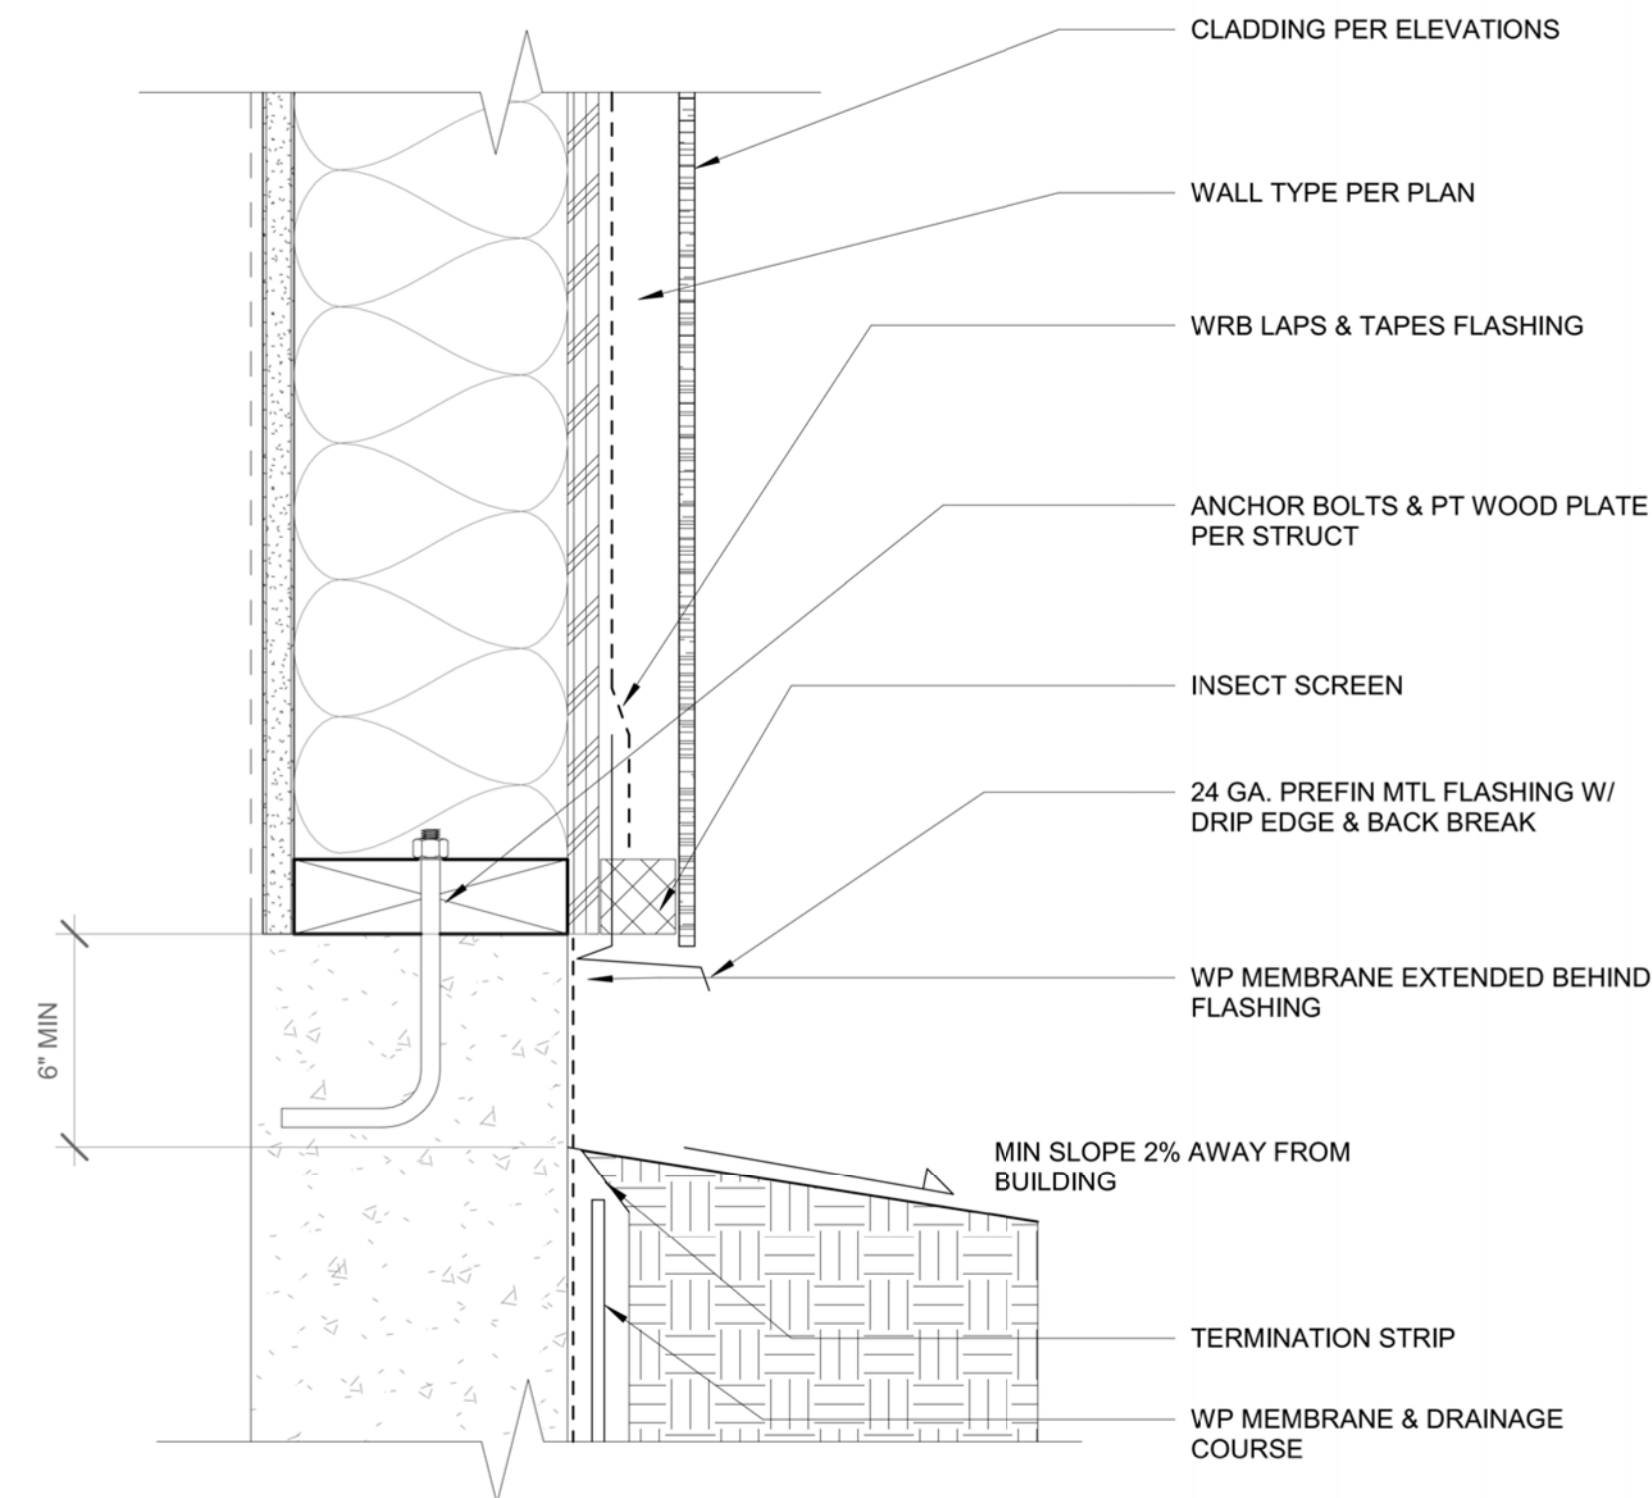 CLADDING PER ELEVATIONS
WALL TYPE PER PLAN
WRB LAPS & TAPES FLASHING
ANCHOR BOLTS & PT WOOD PLATE
PER STRUCT
INSECT SCREEN
24 GA. PREFIN MTL FLASHING W/
DRIP EDGE & BACK BREAK
WP MEMBRANE EXTENDED BEHIND
FLASHING
6" MIN
MIN SLOPE 2% AWAY FROM
BUILDING
TERMINATION STRIP
WP MEMBRANE & DRAINAGE
COURSE